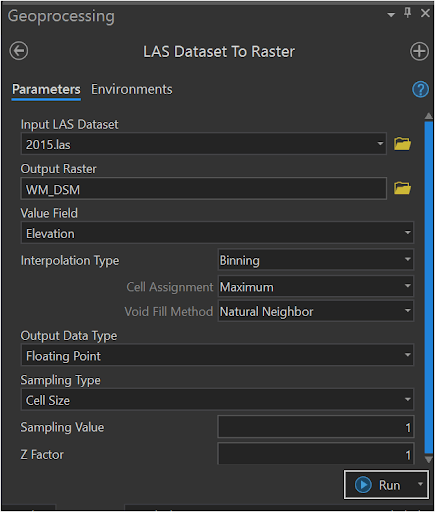 Geoprocessing
LAS Dataset To Raster
Parameters Environments
Input LAS Dataset
2015.las
Output Raster
WM_DSM
Value Field
Elevation
Interpolation Type Binning
Cell Assignment Maximum
Void Fill Method Natural Neighbor
Output Data Type
Floating Point
Sampling Type
Cell Size
Sampling Value 1
Z Factor 1
Run